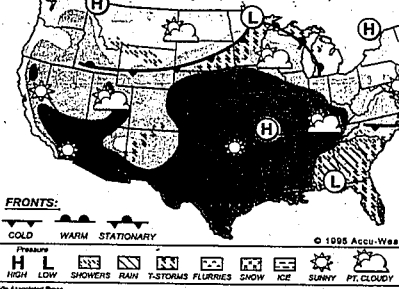 H
L
H
H
L
FRONTS:
COLD WARM STATIONARY
© 1995 Accu-Wea
Pressure
H L
HIGH LOW SHOWERS RAIN T-STORMS FLURRIES SNOW ICE SUNNY PT. CLOUDY